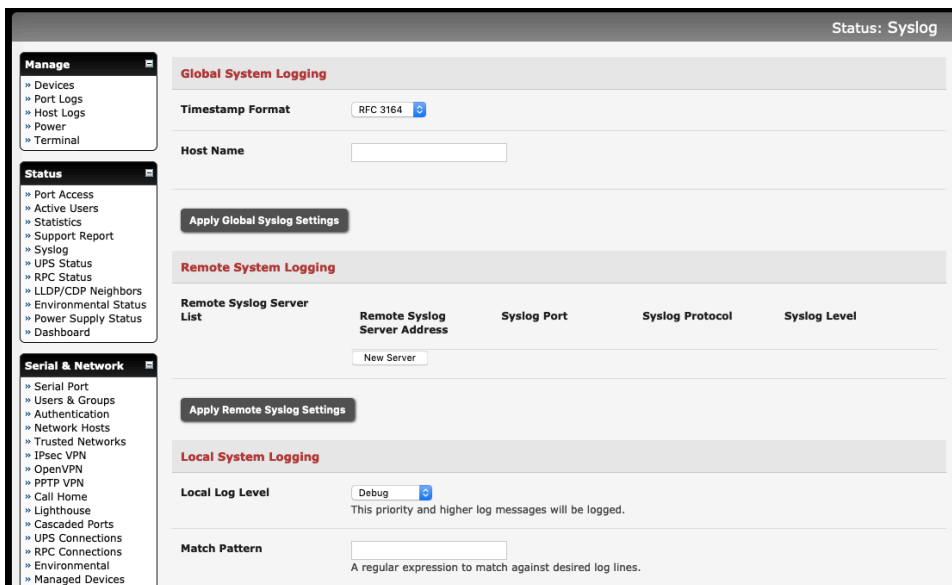 Status: Syslog
Manage
» Devices
» Port Logs
» Host Logs
» Power
» Terminal
Status
» Port Access
» Active Users
» Statistics
» Support Report
» Syslog
» UPS Status
» RPC Status
» LLDP/CDP Neighbors
» Environmental Status
» Power Supply Status
» Dashboard
Serial & Network
» Serial Port
» Users & Groups
» Authentication
» Network Hosts
» Trusted Networks
» IPsec VPN
» OpenVPN
» PPTP VPN
» Call Home
» Lighthouse
» Cascaded Ports
» UPS Connections
» RPC Connections
» Environmental
» Managed Devices
Global System Logging
Timestamp Format RFC 3164
Host Name
Apply Global Syslog Settings
Remote System Logging
Remote Syslog Server
List
Remote Syslog
Server Address
Syslog Port
Syslog Protocol
Syslog Level
New Server
Apply Remote Syslog Settings
Local System Logging
Local Log Level Debug
This priority and higher log messages will be logged.
Match Pattern
A regular expression to match against desired log lines.